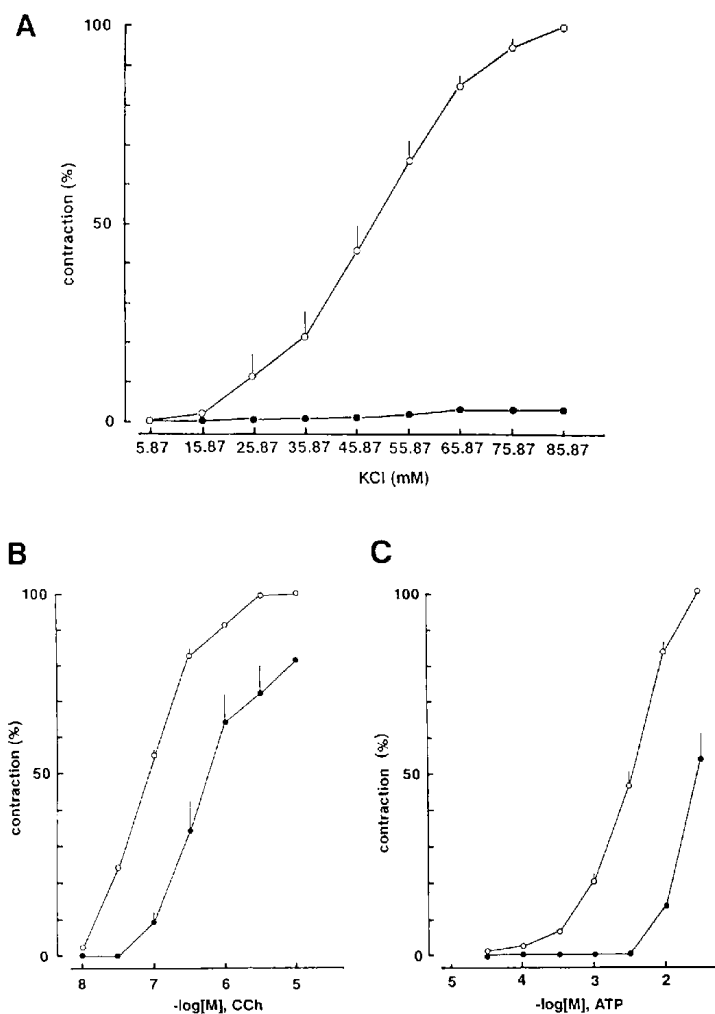 A
100
50
0
contraction (%)
5.87 15.87 25.87 35.87 45.87 55.87 65.87 75.87 85.87
KCl (mM)
B
100
50
0
contraction (%)
8 7 6 5
-log[M], CCh
C
100
50
0
contraction (%)
5 4 3 2
-log[M], ATP